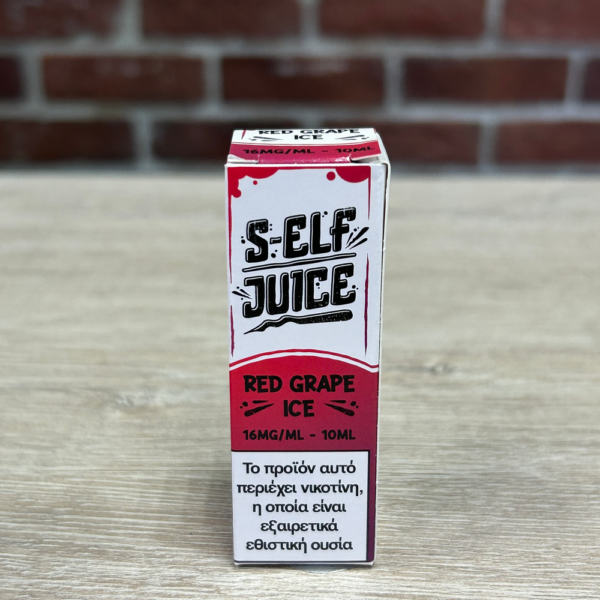 RED GRAPE
ICE
16MG/ML - 10ML
S-ELF
JUICE
RED GRAPE
ICE
16MG/ML - 10ML
Το προϊόν αυτό
περιέχει νικοτίνη,
η οποία είναι
εξαιρετικά
εθιστική ουσία